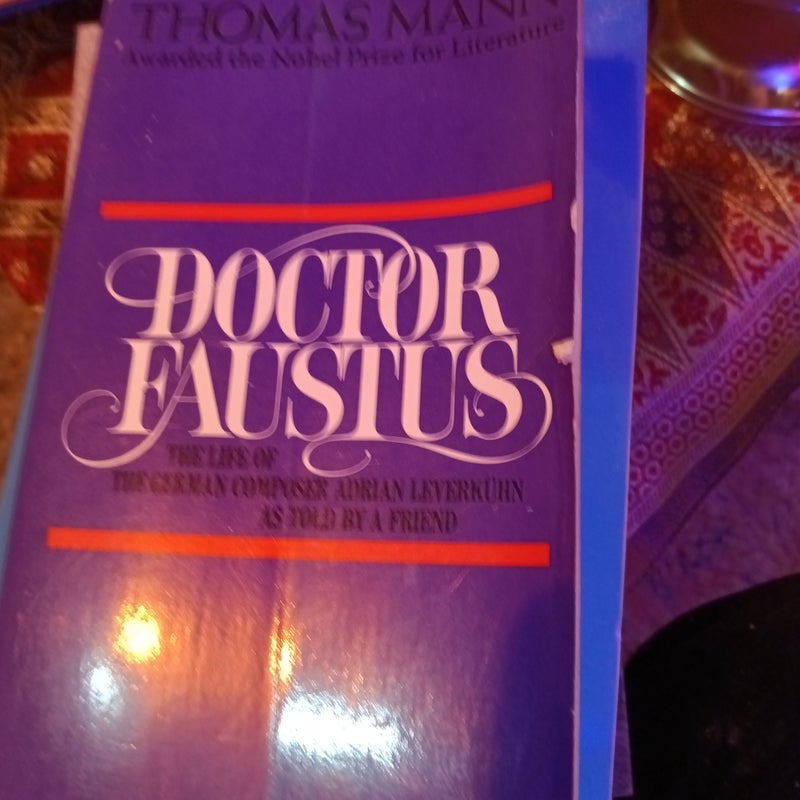 THOMAS MANN
Awarded the Nobel Prize for Literature
DOCTOR
FAUSTUS
THE LIFE OF
THE GERMAN COMPOSER ADRIAN LEVERKÜHN
AS TOLD BY A FRIEND